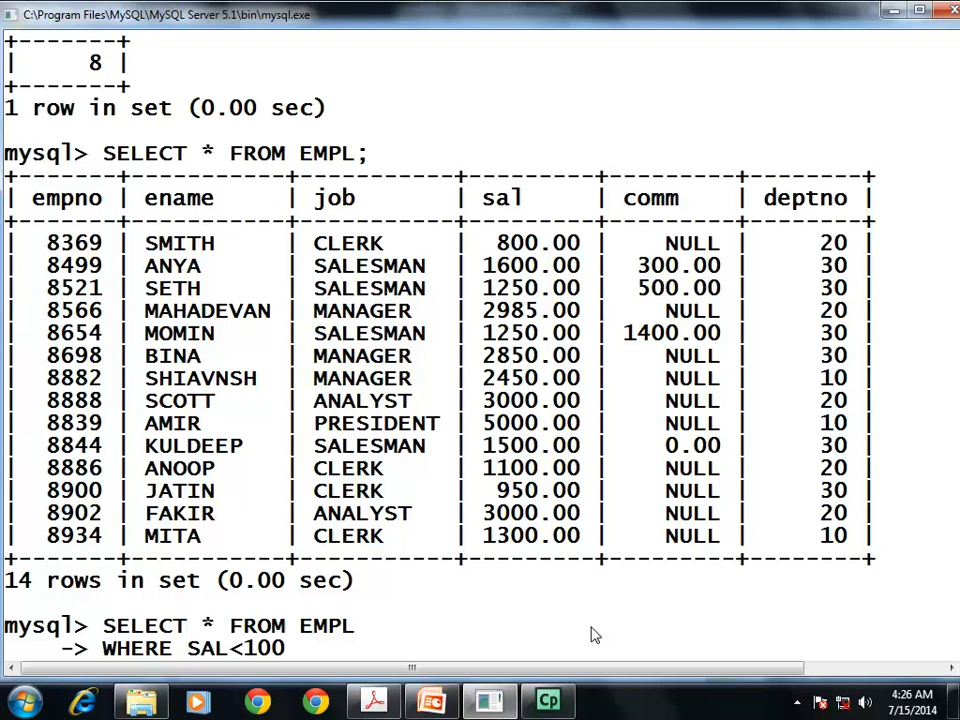 C:\Program Files\MySQL\MySQL Server 5.1\bin\mysql.exe
+-------+
|     8 |
+-------+
1 row in set (0.00 sec)
mysql> SELECT * FROM EMPL;
+-------+-----------+-----------+---------+---------+--------+
| empno | ename     | job       | sal     | comm    | deptno |
+-------+-----------+-----------+---------+---------+--------+
|  8369 | SMITH     | CLERK     |  800.00 |    NULL |     20 |
|  8499 | ANYA      | SALESMAN  | 1600.00 |  300.00 |     30 |
|  8521 | SETH      | SALESMAN  | 1250.00 |  500.00 |     30 |
|  8566 | MAHADEVAN | MANAGER   | 2985.00 |    NULL |     20 |
|  8654 | MOMIN     | SALESMAN  | 1250.00 | 1400.00 |     30 |
|  8698 | BINA      | MANAGER   | 2850.00 |    NULL |     30 |
|  8882 | SHIAVNSH  | MANAGER   | 2450.00 |    NULL |     10 |
|  8888 | SCOTT     | ANALYST   | 3000.00 |    NULL |     20 |
|  8839 | AMIR      | PRESIDENT | 5000.00 |    NULL |     10 |
|  8844 | KULDEEP   | SALESMAN  | 1500.00 |    0.00 |     30 |
|  8886 | ANOOP     | CLERK     | 1100.00 |    NULL |     20 |
|  8900 | JATIN     | CLERK     |  950.00 |    NULL |     30 |
|  8902 | FAKIR     | ANALYST   | 3000.00 |    NULL |     20 |
|  8934 | MITA      | CLERK     | 1300.00 |    NULL |     10 |
+-------+-----------+-----------+---------+---------+--------+
14 rows in set (0.00 sec)
mysql> SELECT * FROM EMPL
    -> WHERE SAL<100
Cp
4:26 AM
7/15/2014